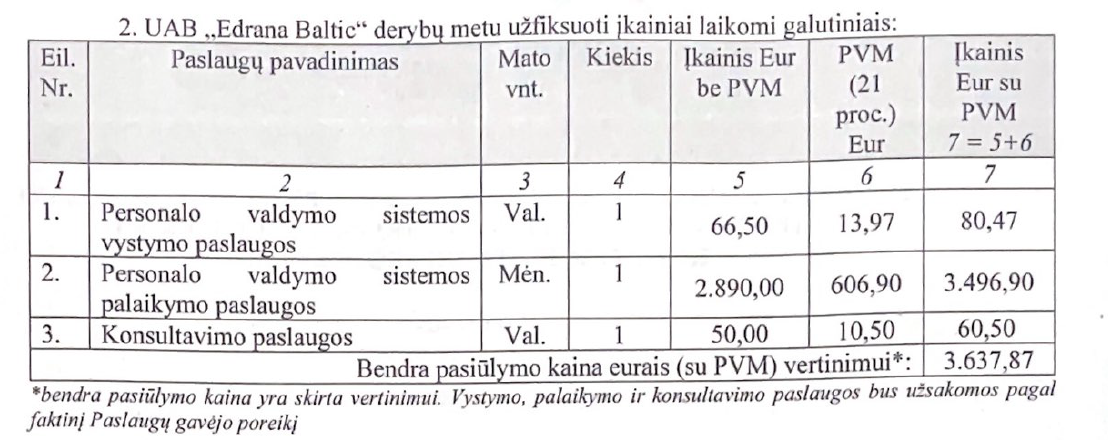 2. UAB „Edrana Baltic“ derybų metu užfiksuoti įkainiai laikomi galutiniais:
Eil. Nr. | Paslaugų pavadinimas | Mato vnt. | Kiekis | Įkainis Eur be PVM | PVM (21 proc.) Eur | Įkainis Eur su PVM 7 = 5+6
1 | 2 | 3 | 4 | 5 | 6 | 7
1. | Personalo valdymo sistemos vystymo paslaugos | Val. | 1 | 66,50 | 13,97 | 80,47
2. | Personalo valdymo sistemos palaikymo paslaugos | Mėn. | 1 | 2.890,00 | 606,90 | 3.496,90
3. | Konsultavimo paslaugos | Val. | 1 | 50,00 | 10,50 | 60,50
Bendra pasiūlymo kaina eurais (su PVM) vertinimui*: | 3.637,87
*bendra pasiūlymo kaina yra skirta vertinimui. Vystymo, palaikymo ir konsultavimo paslaugos bus užsakomos pagal
faktinį Paslaugų gavėjo poreikį